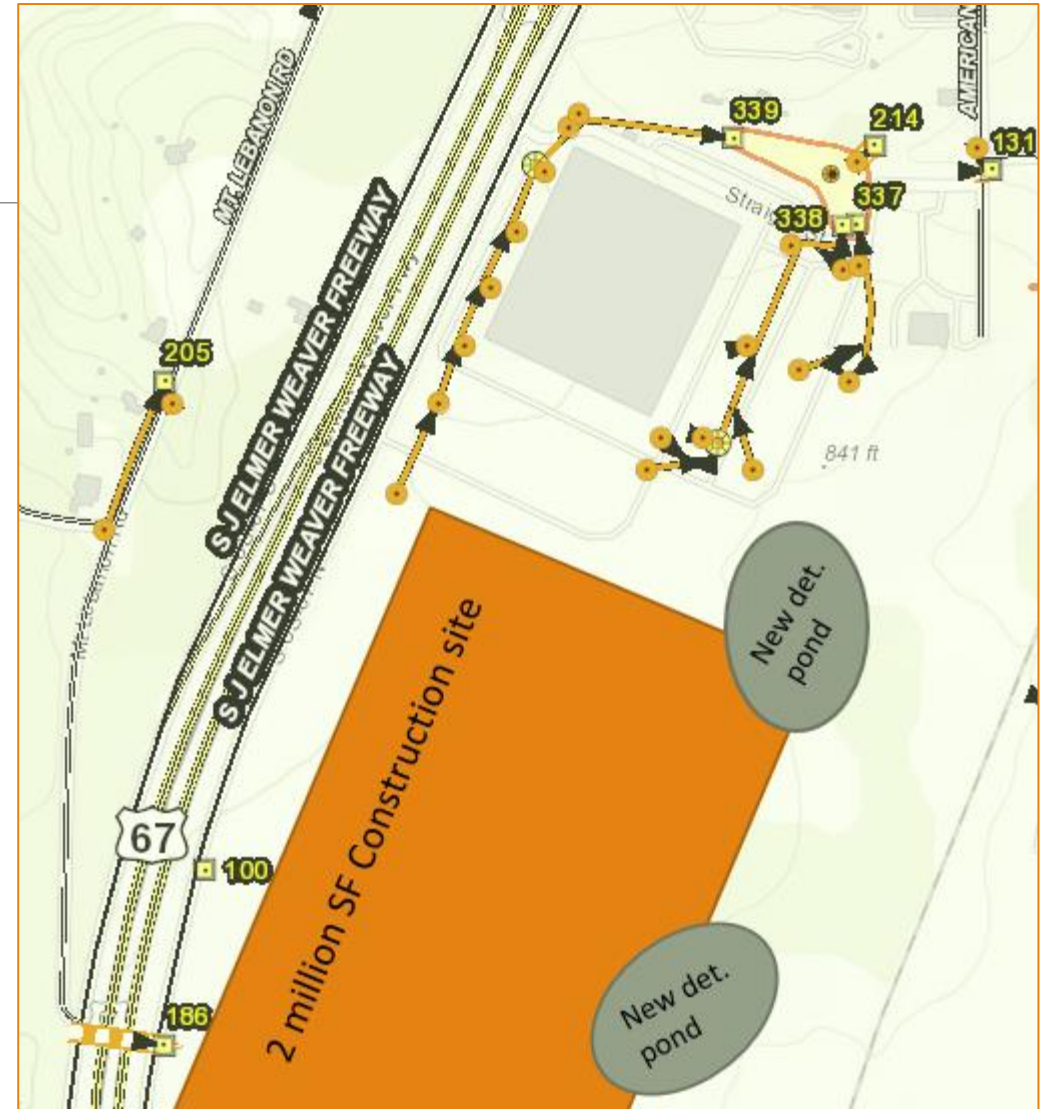 MT. LEBANON RD
AMERICAN
339
214
131
337
338
205
S J ELMER WEAVER FREEWAY
S J ELMER WEAVER FREEWAY
841 ft
New det.
pond
2 million SF Construction site
67
100
186
New det.
pond